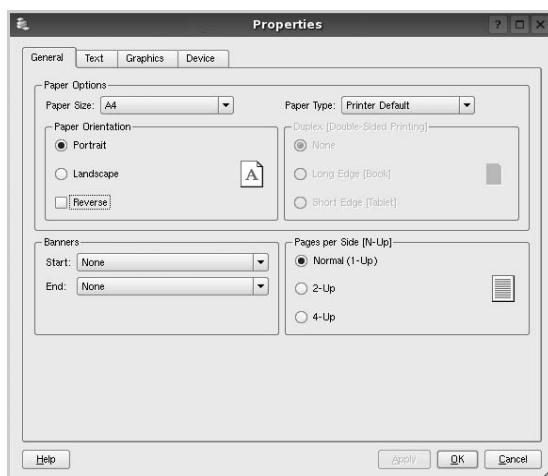 Properties
General Text Graphics Device
Paper Options
Paper Size: A4 Paper Type: Printer Default
Paper Orientation Duplex [Double-Sided Printing]
Portrait None
Landscape A Long Edge [Book]
Reverse Short Edge [Tablet]
Banners Pages per Side [N-Up]
Start: None Normal (1-Up)
End: None 2-Up
4-Up
Help Apply OK Cancel